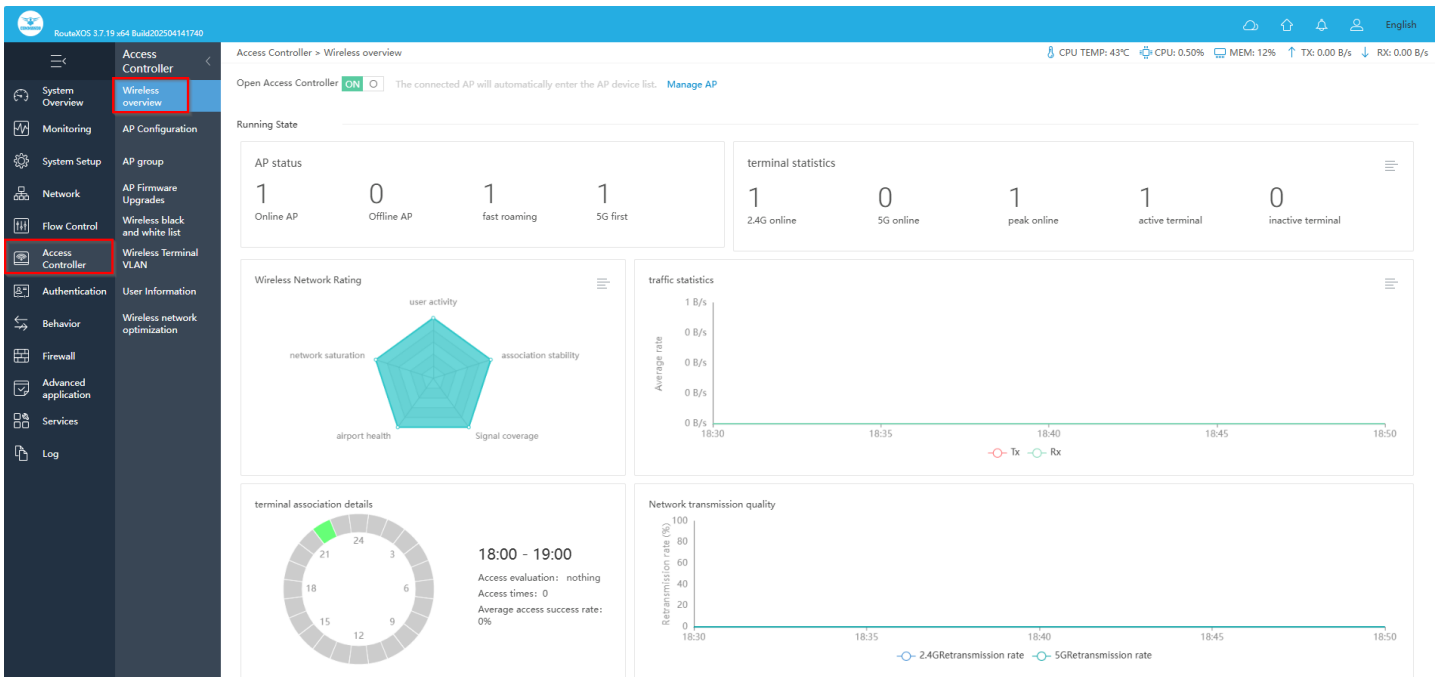 RouteXOS 3.7.19 x64 Build202504141740
English
Access Controller
System Overview
Monitoring
System Setup
Network
Flow Control
Access Controller
Authentication
Behavior
Firewall
Advanced application
Services
Log
Wireless overview
AP Configuration
AP group
AP Firmware Upgrades
Wireless black and white list
Wireless Terminal VLAN
User Information
Wireless network optimization
Access Controller > Wireless overview
CPU TEMP: 43℃ CPU: 0.50% MEM: 12% TX: 0.00 B/s RX: 0.00 B/s
Open Access Controller ON The connected AP will automatically enter the AP device list. Manage AP
Running State
AP status
1 0 1 1
Online AP Offline AP fast roaming 5G first
terminal statistics
1 0 1 1 0
2.4G online 5G online peak online active terminal inactive terminal
Wireless Network Rating
user activity
network saturation association stability
airport health Signal coverage
traffic statistics
Average rate
1 B/s
0 B/s
0 B/s
0 B/s
0 B/s
18:30 18:35 18:40 18:45 18:50
Tx Rx
terminal association details
24
21 3
18 6
15 9
12
18:00 - 19:00
Access evaluation: nothing
Access times: 0
Average access success rate:
0%
Network transmission quality
Retransmission rate (%)
100
80
60
40
20
0
18:30 18:35 18:40 18:45 18:50
2.4GRetransmission rate 5GRetransmission rate